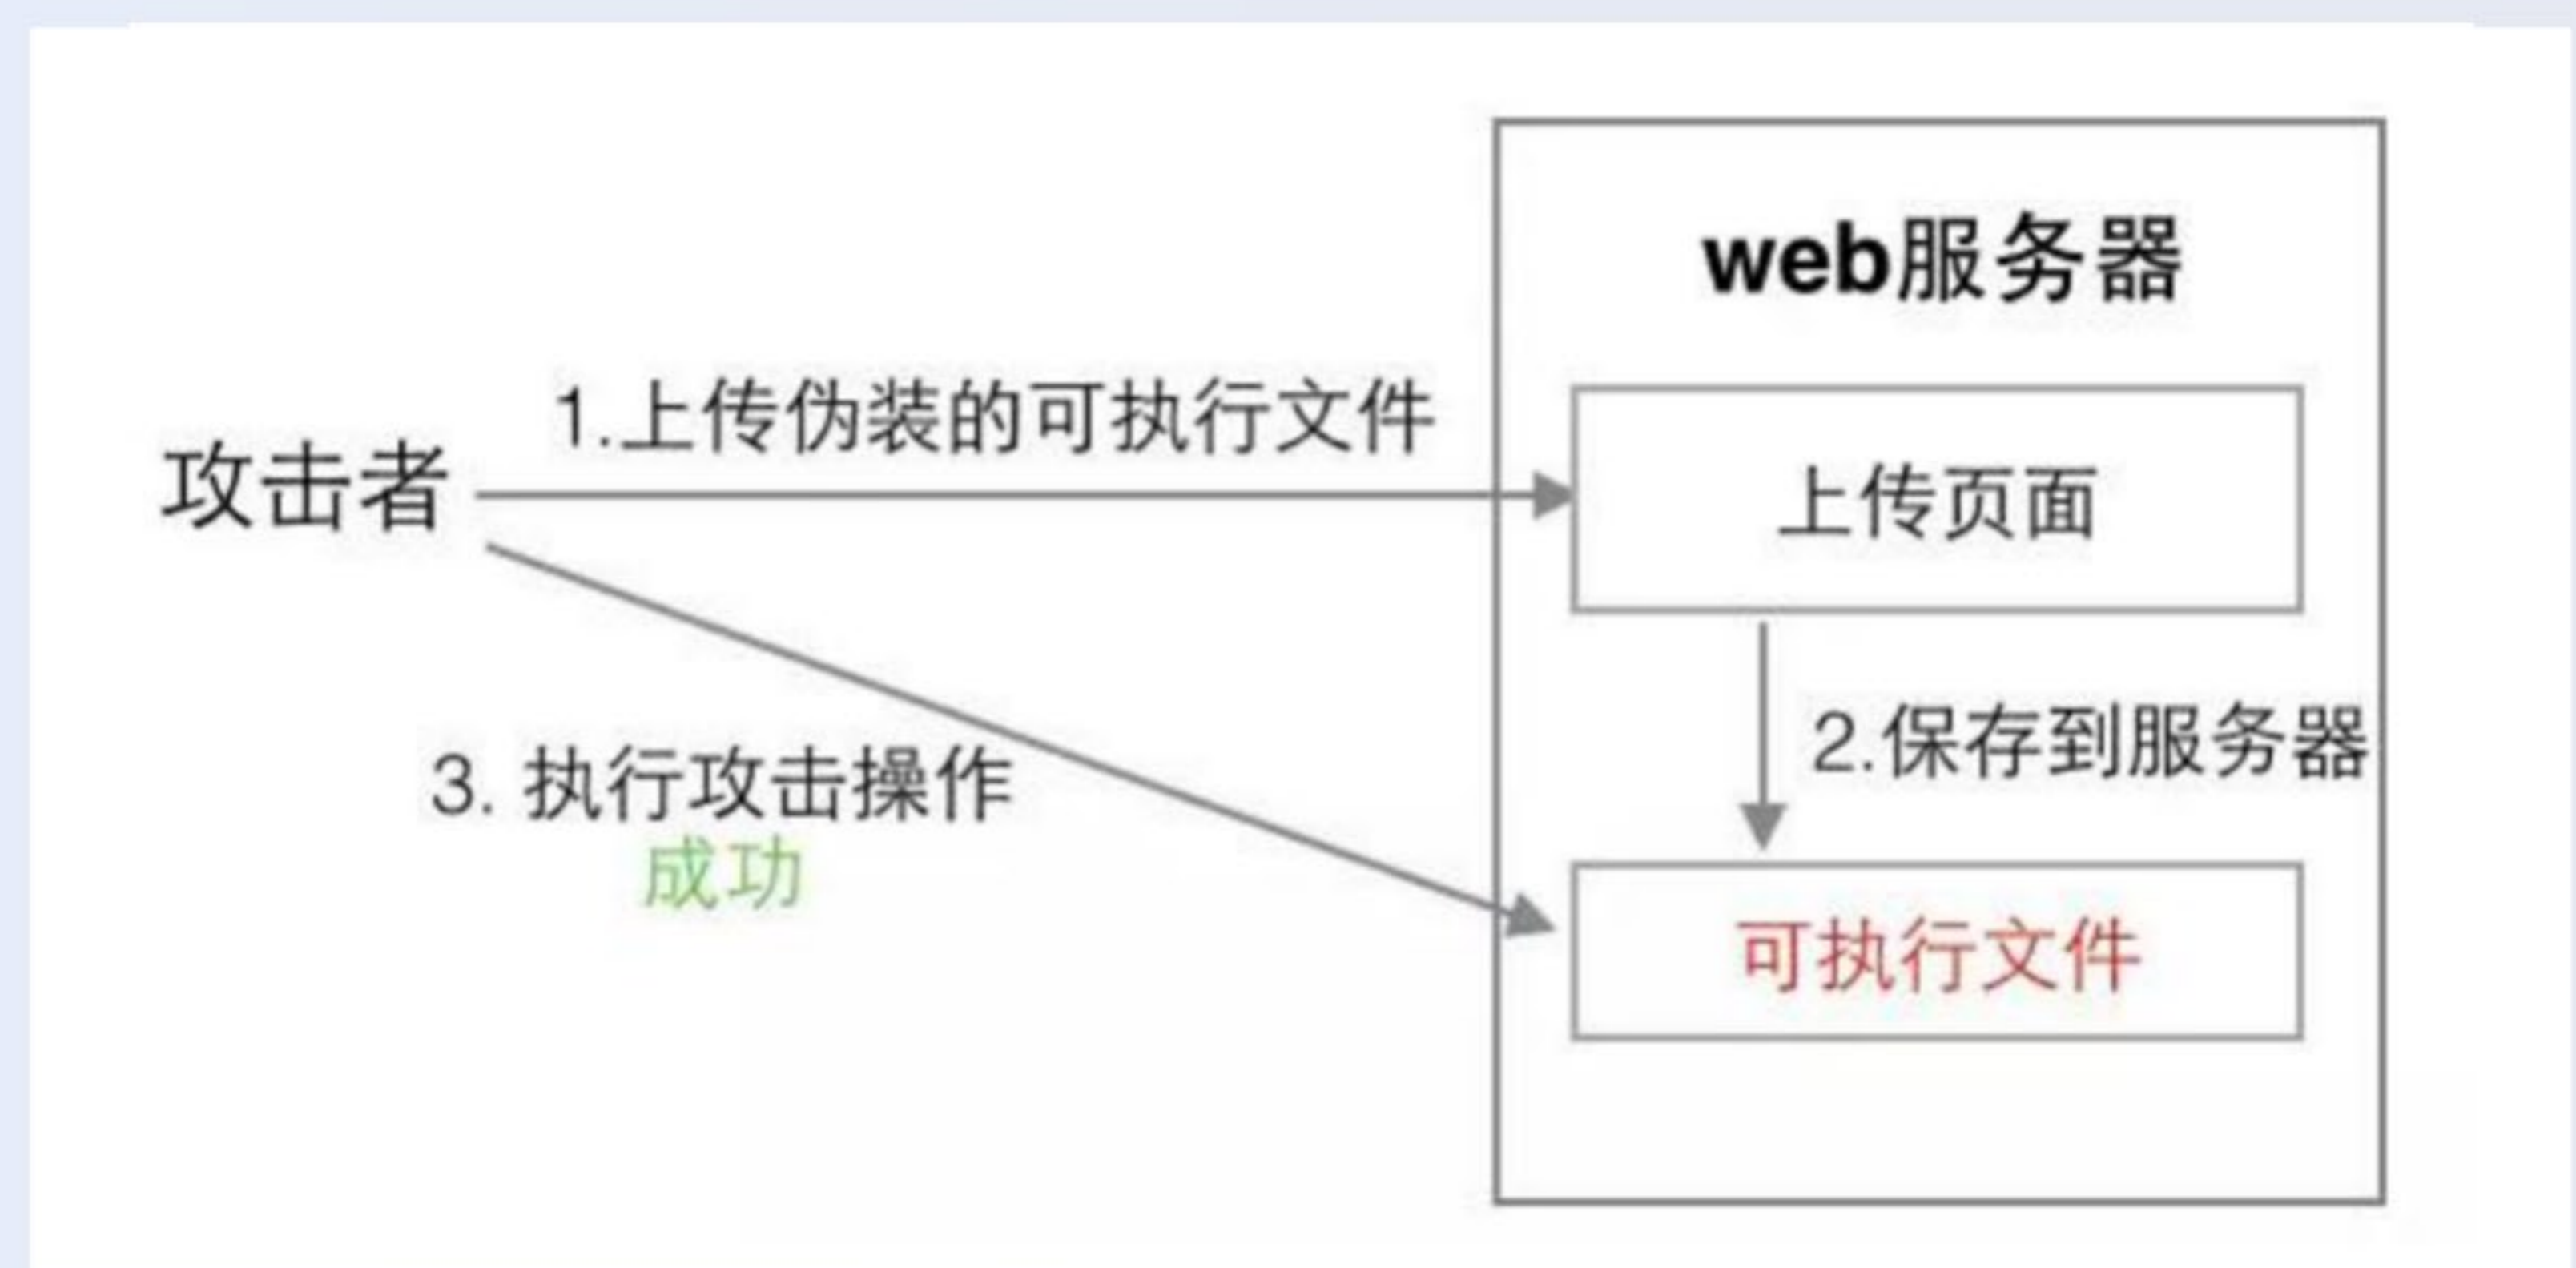 web服务器
1.上传伪装的可执行文件
攻击者
上传页面
2.保存到服务器
3. 执行攻击操作
成功
可执行文件